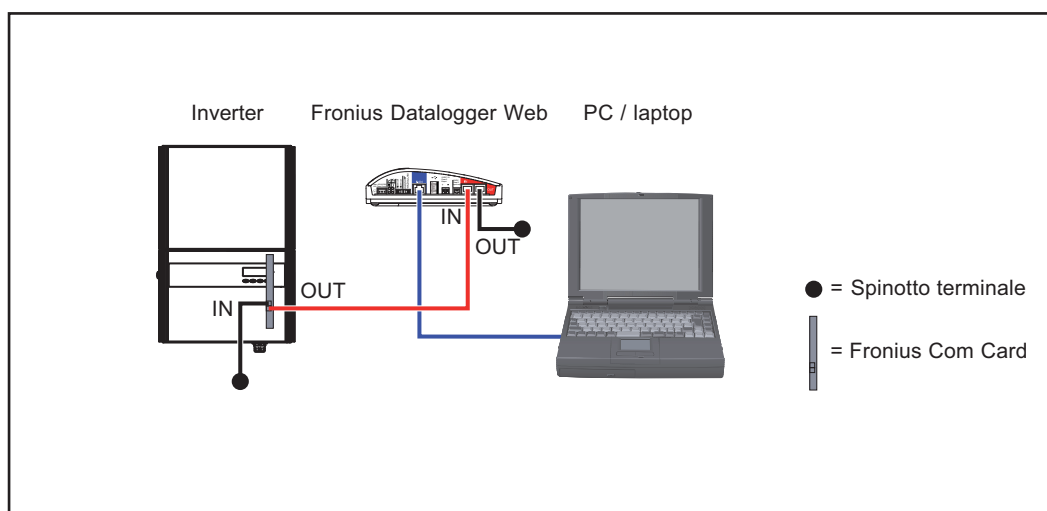 Inverter
Fronius Datalogger Web
PC / laptop
IN
OUT
OUT
IN
= Spinotto terminale
= Fronius Com Card